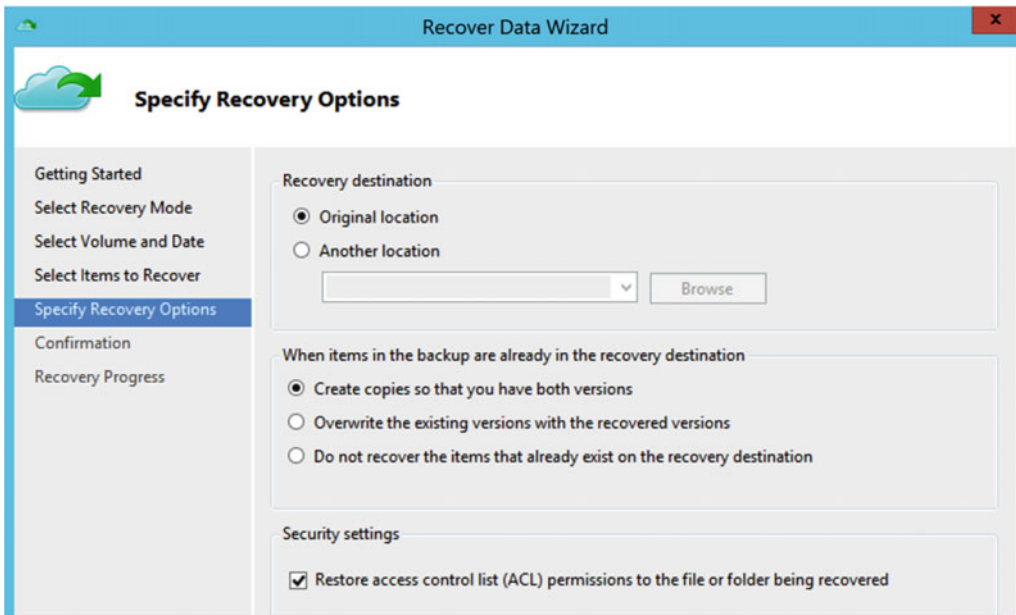 Recover Data Wizard
x
Specify Recovery Options
Getting Started
Select Recovery Mode
Select Volume and Date
Select Items to Recover
Specify Recovery Options
Confirmation
Recovery Progress
Recovery destination
Original location
Another location
Browse
When items in the backup are already in the recovery destination
Create copies so that you have both versions
Overwrite the existing versions with the recovered versions
Do not recover the items that already exist on the recovery destination
Security settings
Restore access control list (ACL) permissions to the file or folder being recovered